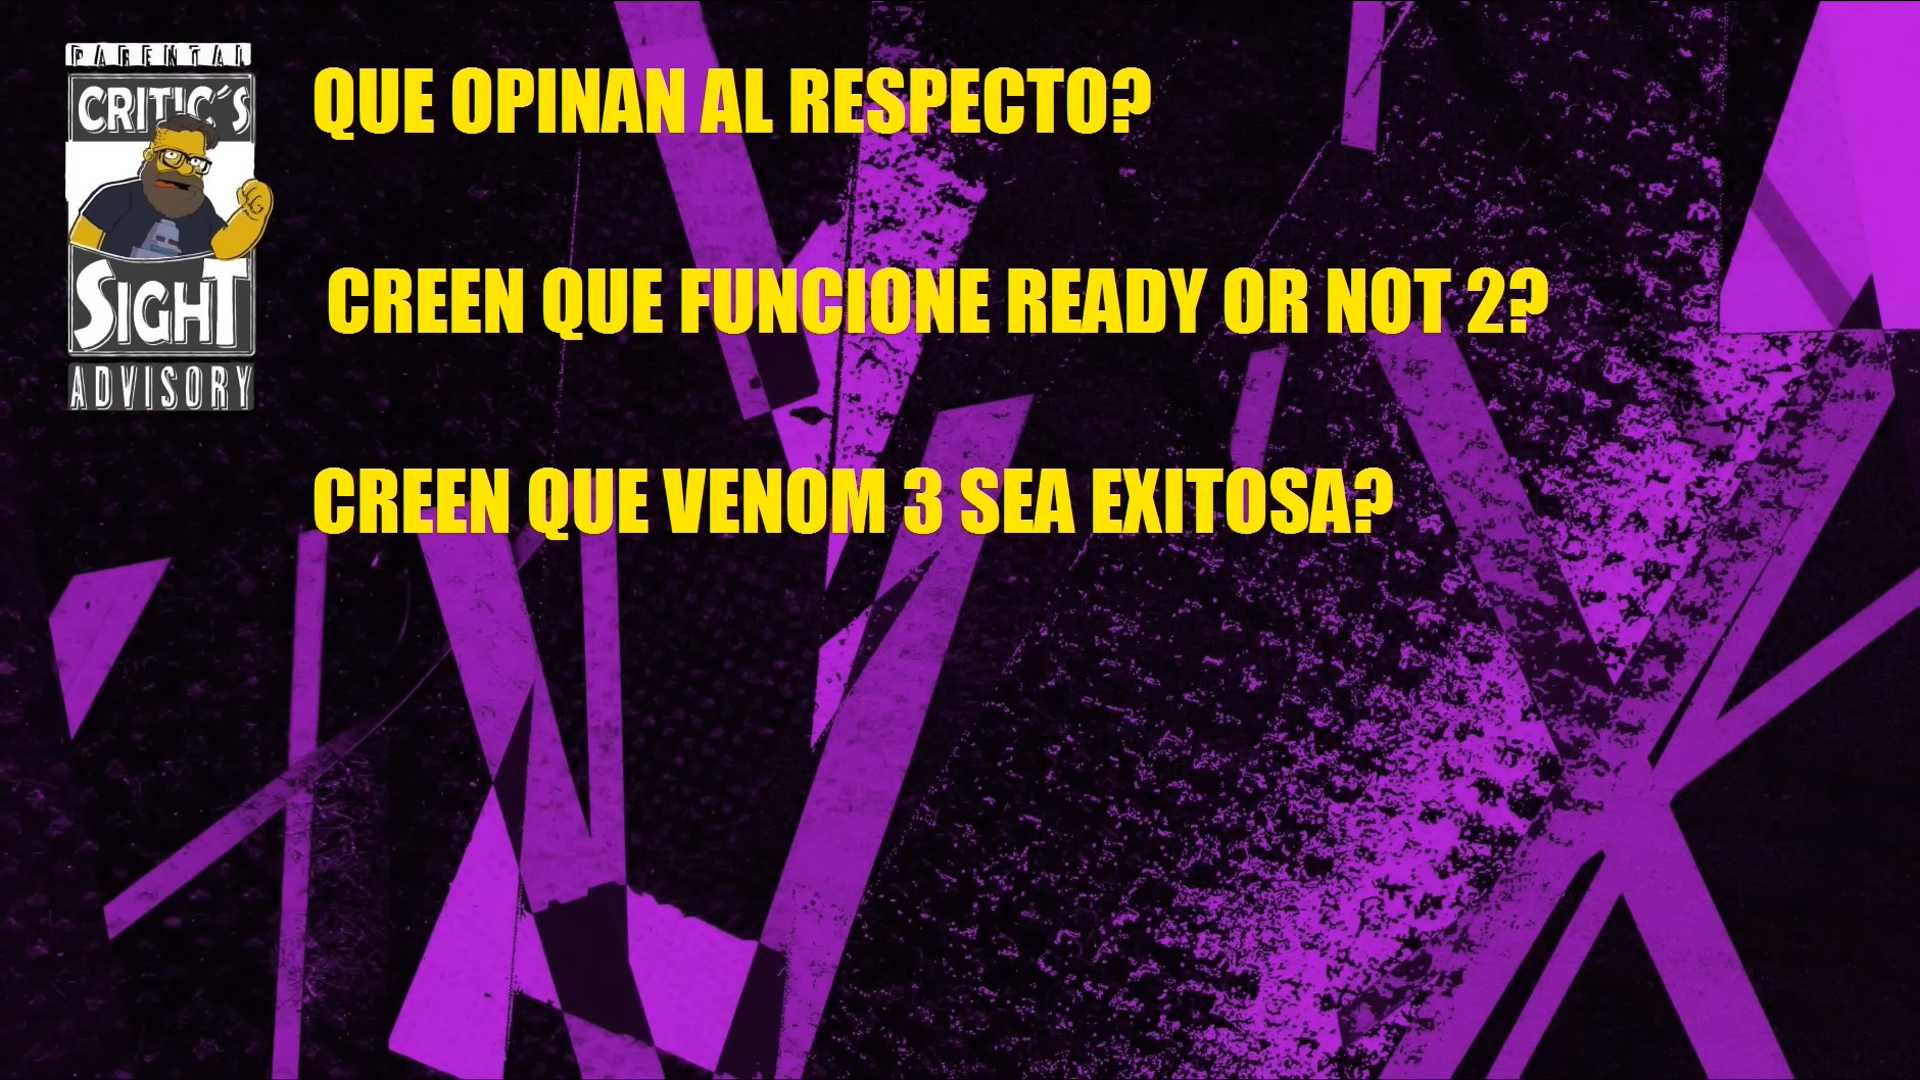 PARENTAL
CRITIC´S
SIGHT
ADVISORY
QUE OPINAN AL RESPECTO?
CREEN QUE FUNCIONE READY OR NOT 2?
CREEN QUE VENOM 3 SEA EXITOSA?